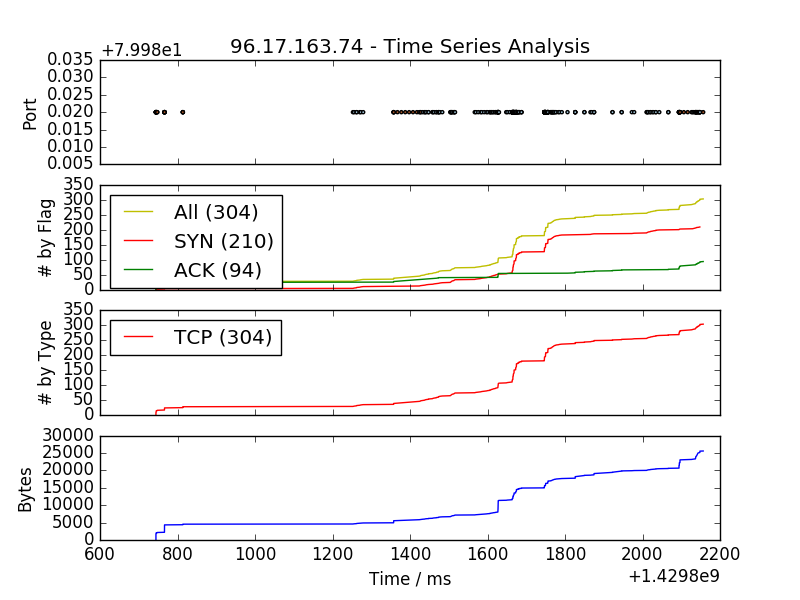 +7.998e1
96.17.163.74 - Time Series Analysis
0.035
0.030
0.025
0.020
0.015
0.010
0.005
Port
350
300
250
200
150
100
50
0
# by Flag
All (304)
SYN (210)
ACK (94)
350
300
250
200
150
100
50
0
# by Type
TCP (304)
30000
25000
20000
15000
10000
5000
0
Bytes
600 800 1000 1200 1400 1600 1800 2000 2200
Time / ms
+1.4298e9